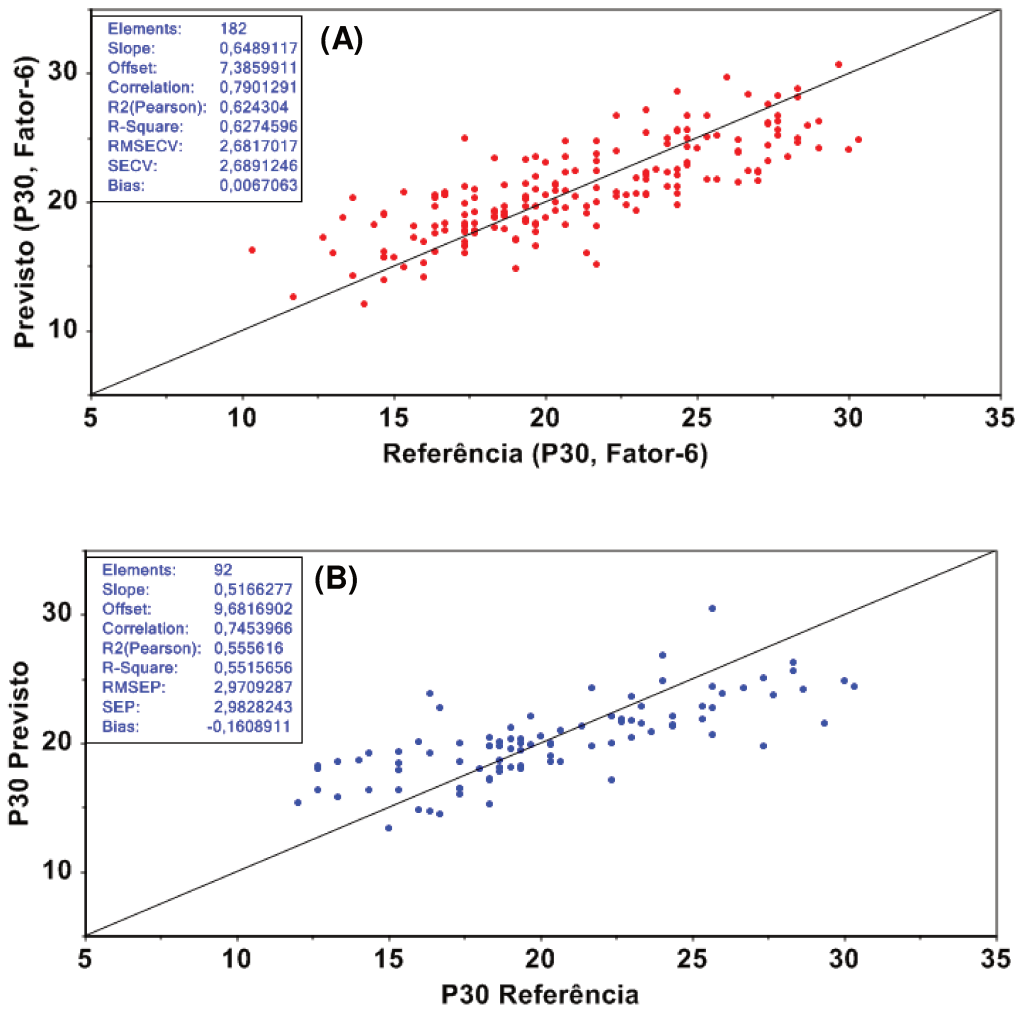 Elements: 182
Slope: 0,6489117
Offset: 7,3859911
Correlation: 0,7901291
R2(Pearson): 0,624304
R-Square: 0,6274596
RMSECV: 2,6817017
SECV: 2,6891246
Bias: 0,0067063
(A)
Previsto (P30, Fator-6)
30
20
10
5 10 15 20 25 30 35
Referência (P30, Fator-6)
Elements: 92
Slope: 0,5166277
Offset: 9,6816902
Correlation: 0,7453966
R2(Pearson): 0,555616
R-Square: 0,5515656
RMSEP: 2,9709287
SEP: 2,9828243
Bias: -0,1608911
(B)
P30 Previsto
30
20
10
5 10 15 20 25 30 35
P30 Referência